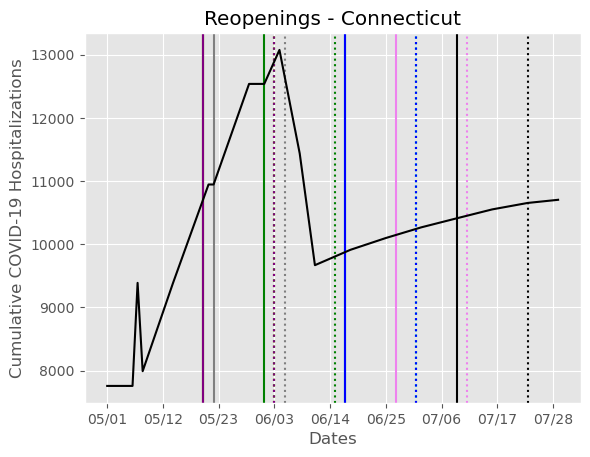 Reopenings - Connecticut
Cumulative COVID-19 Hospitalizations
13000
12000
11000
10000
9000
8000
05/01 05/12 05/23 06/03 06/14 06/25 07/06 07/17 07/28
Dates